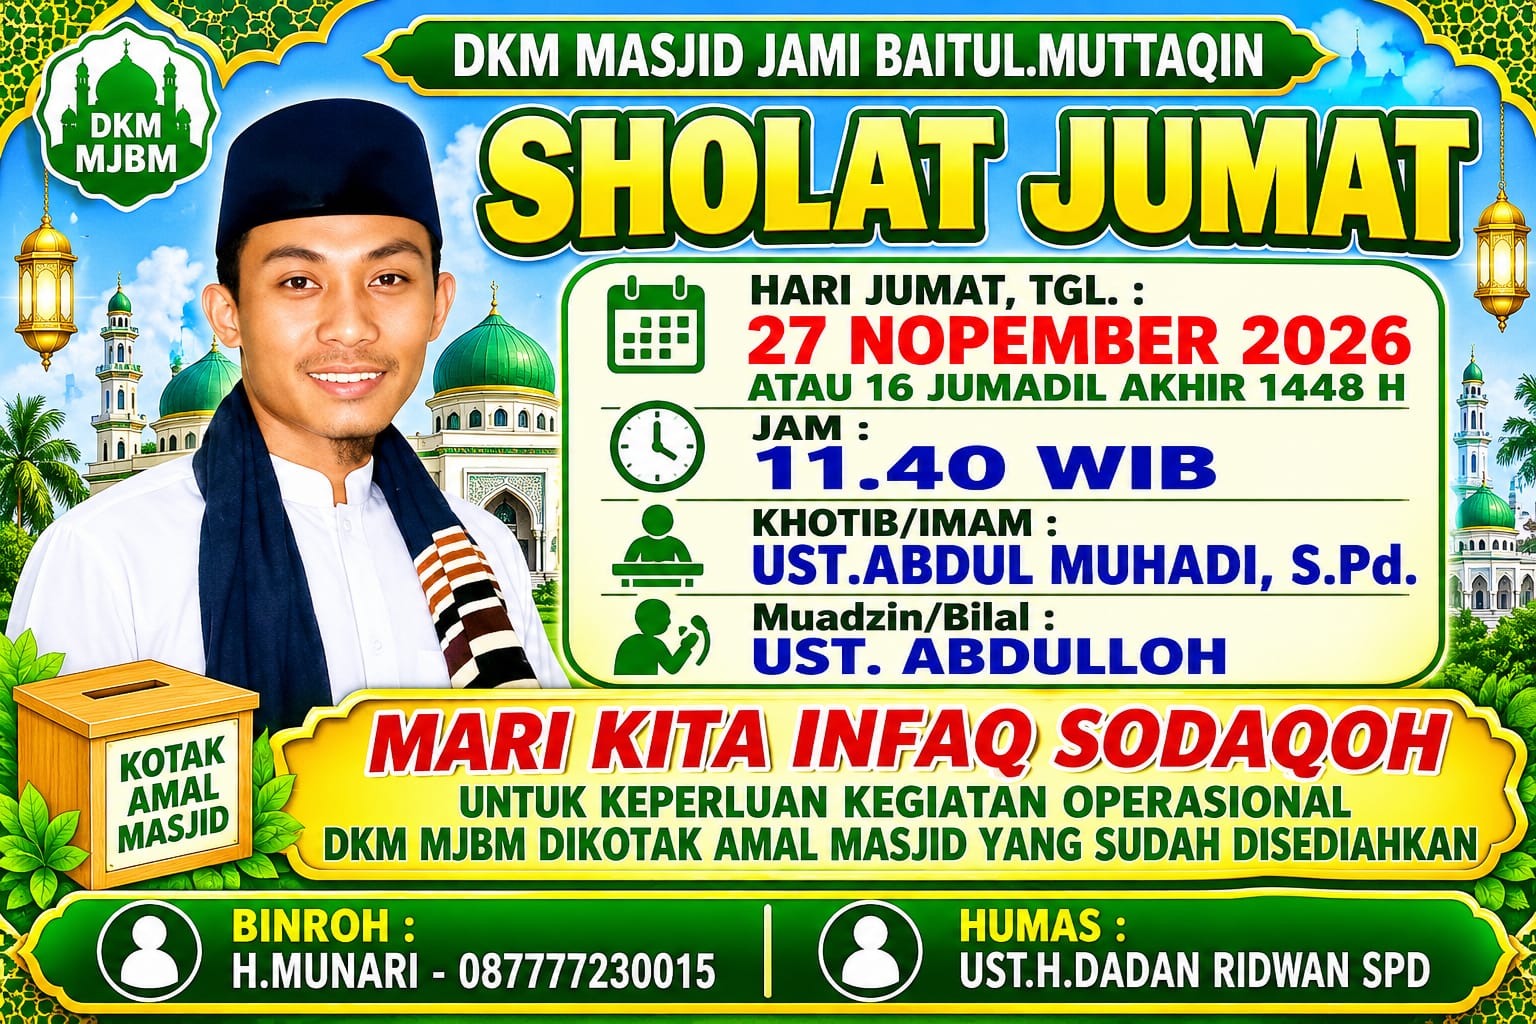 DKM MASJID JAMI BAITUL.MUTTAQIN
DKM
MJBM
SHOLAT JUMAT
HARI JUMAT, TGL. :
27 NOPEMBER 2026
ATAU 16 JUMADIL AKHIR 1448 H
JAM :
11.40 WIB
KHOTIB/IMAM :
UST.ABDUL MUHADI, S.Pd.
Muadzin/Bilal :
UST. ABDULLOH
MARI KITA INFAQ SODAQOH
UNTUK KEPERLUAN KEGIATAN OPERASIONAL
DKM MJBM DIKOTAK AMAL MASJID YANG SUDAH DISEDIAHKAN
KOTAK
AMAL
MASJID
BINROH :
H.MUNARI - 087777230015
HUMAS :
UST.H.DADAN RIDWAN SPD